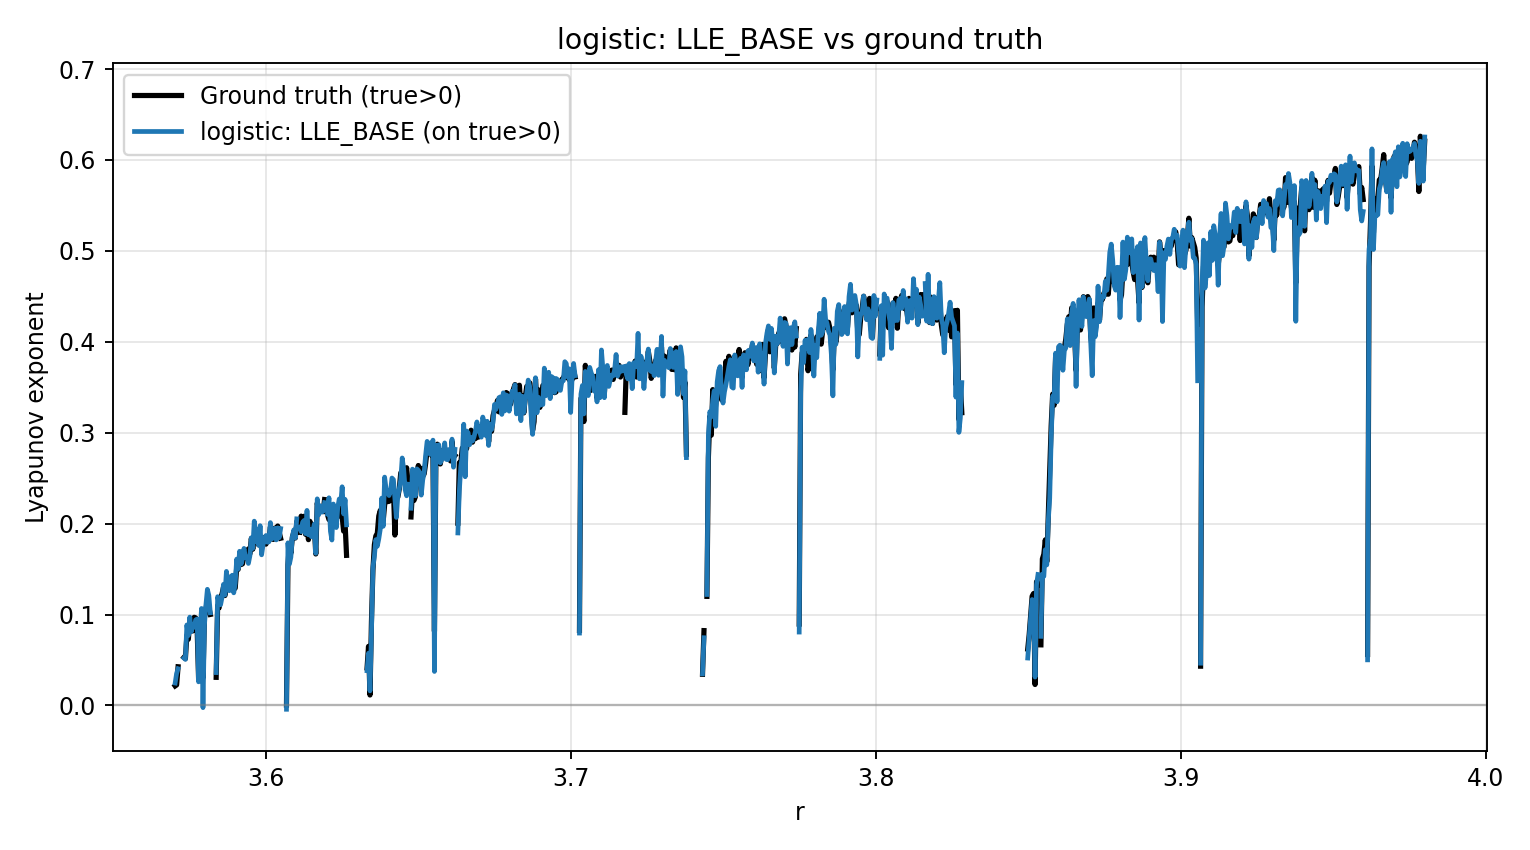 logistic: LLE_BASE vs ground truth
Ground truth (true>0)
logistic: LLE_BASE (on true>0)
Lyapunov exponent
0.7
0.6
0.5
0.4
0.3
0.2
0.1
0.0
3.6
3.7
3.8
3.9
4.0
r